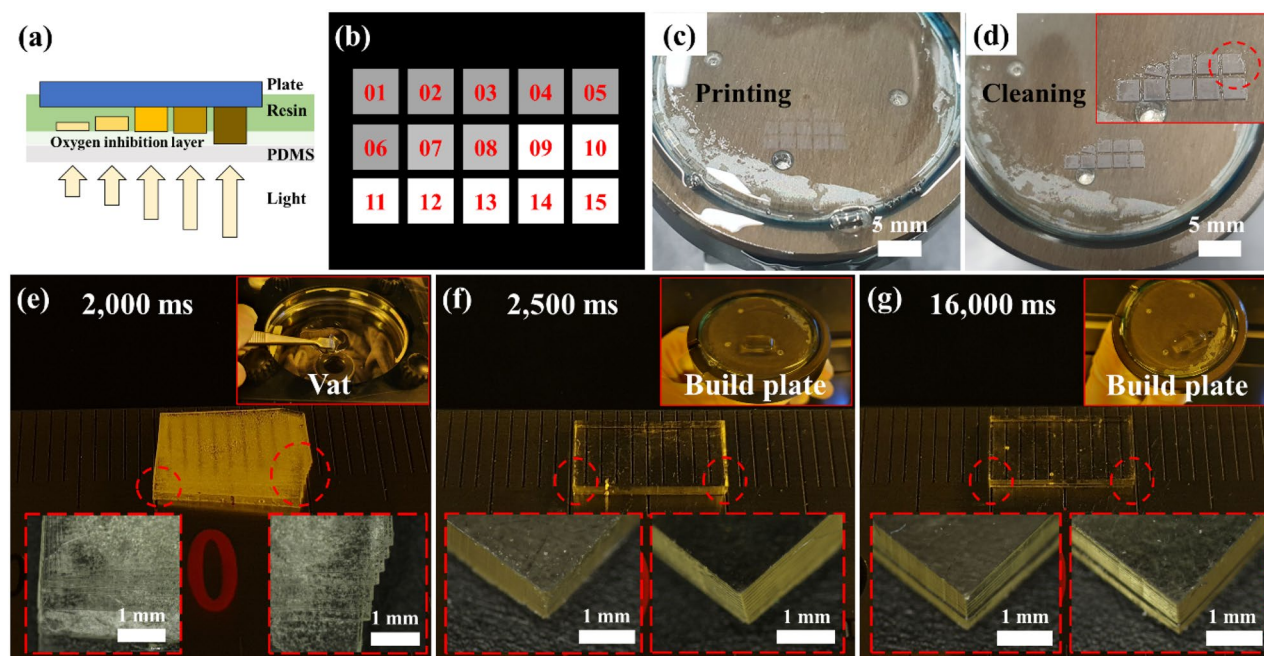 (a)
Plate
Resin
Oxygen inhibition layer
PDMS
Light
(b)
01 02 03 04 05
06 07 08 09 10
11 12 13 14 15
(c)
Printing
5 mm
(d)
Cleaning
5 mm
(e) 2,000 ms
Vat
0
1 mm
1 mm
(f) 2,500 ms
Build plate
1 mm
1 mm
(g) 16,000 ms
Build plate
1 mm
1 mm